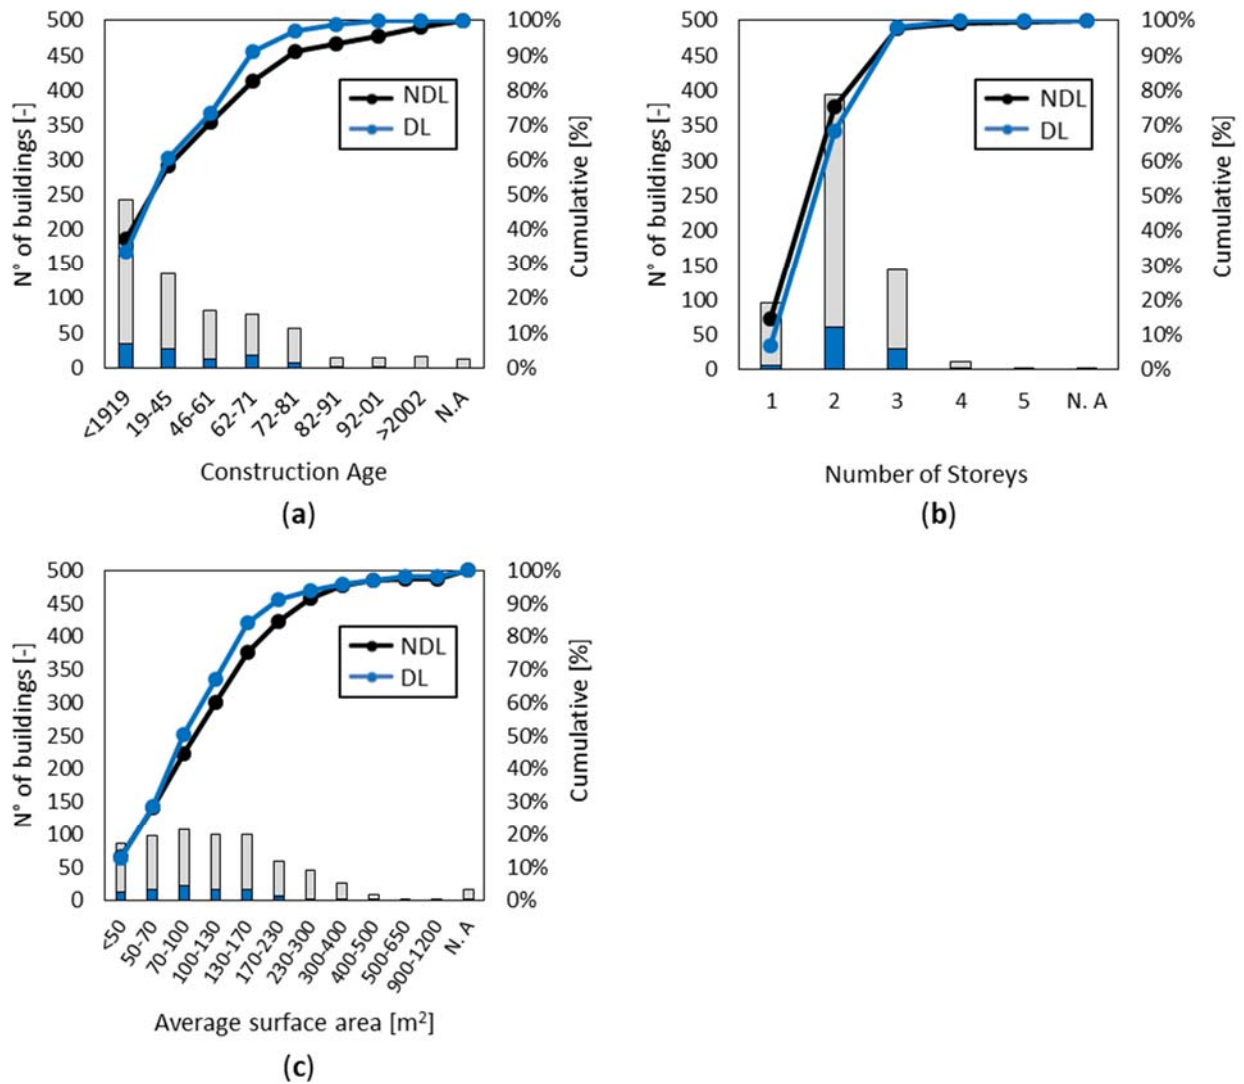 500 100%
450 90%
400 80%
350 70%
300 60%
250 50%
200 40%
150 30%
100 20%
50 10%
0 0%
N° of buildings [-]
Cumulative [%]
NDL
DL
<1919 19-45 46-61 62-71 72-81 82-91 92-01 >2002 N.A
Construction Age
(a)
500 100%
450 90%
400 80%
350 70%
300 60%
250 50%
200 40%
150 30%
100 20%
50 10%
0 0%
N° of buildings [-]
Cumulative [%]
NDL
DL
1 2 3 4 5 N. A
Number of Storeys
(b)
500 100%
450 90%
400 80%
350 70%
300 60%
250 50%
200 40%
150 30%
100 20%
50 10%
0 0%
N° of buildings [-]
Cumulative [%]
NDL
DL
<50 50-70 70-100 100-130 130-170 170-230 230-300 300-400 400-500 500-650 900-1200 N. A
Average surface area [m²]
(c)